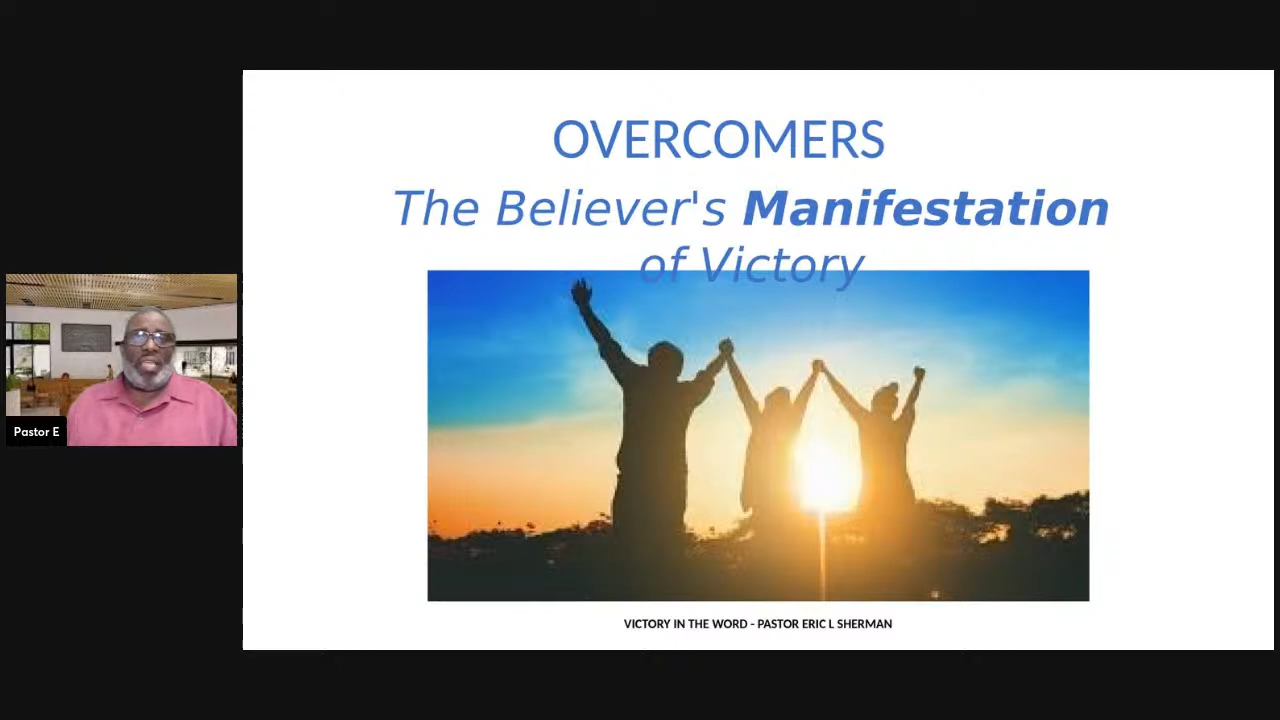 OVERCOMERS
The Believer's Manifestation
of Victory
Pastor E
VICTORY IN THE WORD - PASTOR ERIC L SHERMAN